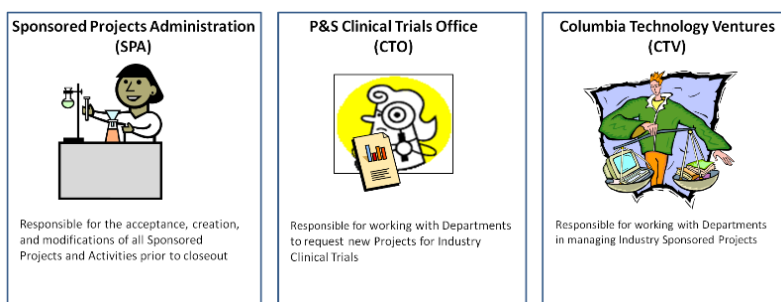 Sponsored Projects Administration
(SPA)
Responsible for the acceptance, creation,
and modifications of all Sponsored
Projects and Activities prior to closeout
P&S Clinical Trials Office
(CTO)
Responsible for working with Departments
to request new Projects for Industry
Clinical Trials
Columbia Technology Ventures
(CTV)
Responsible for working with Departments
in managing Industry Sponsored Projects